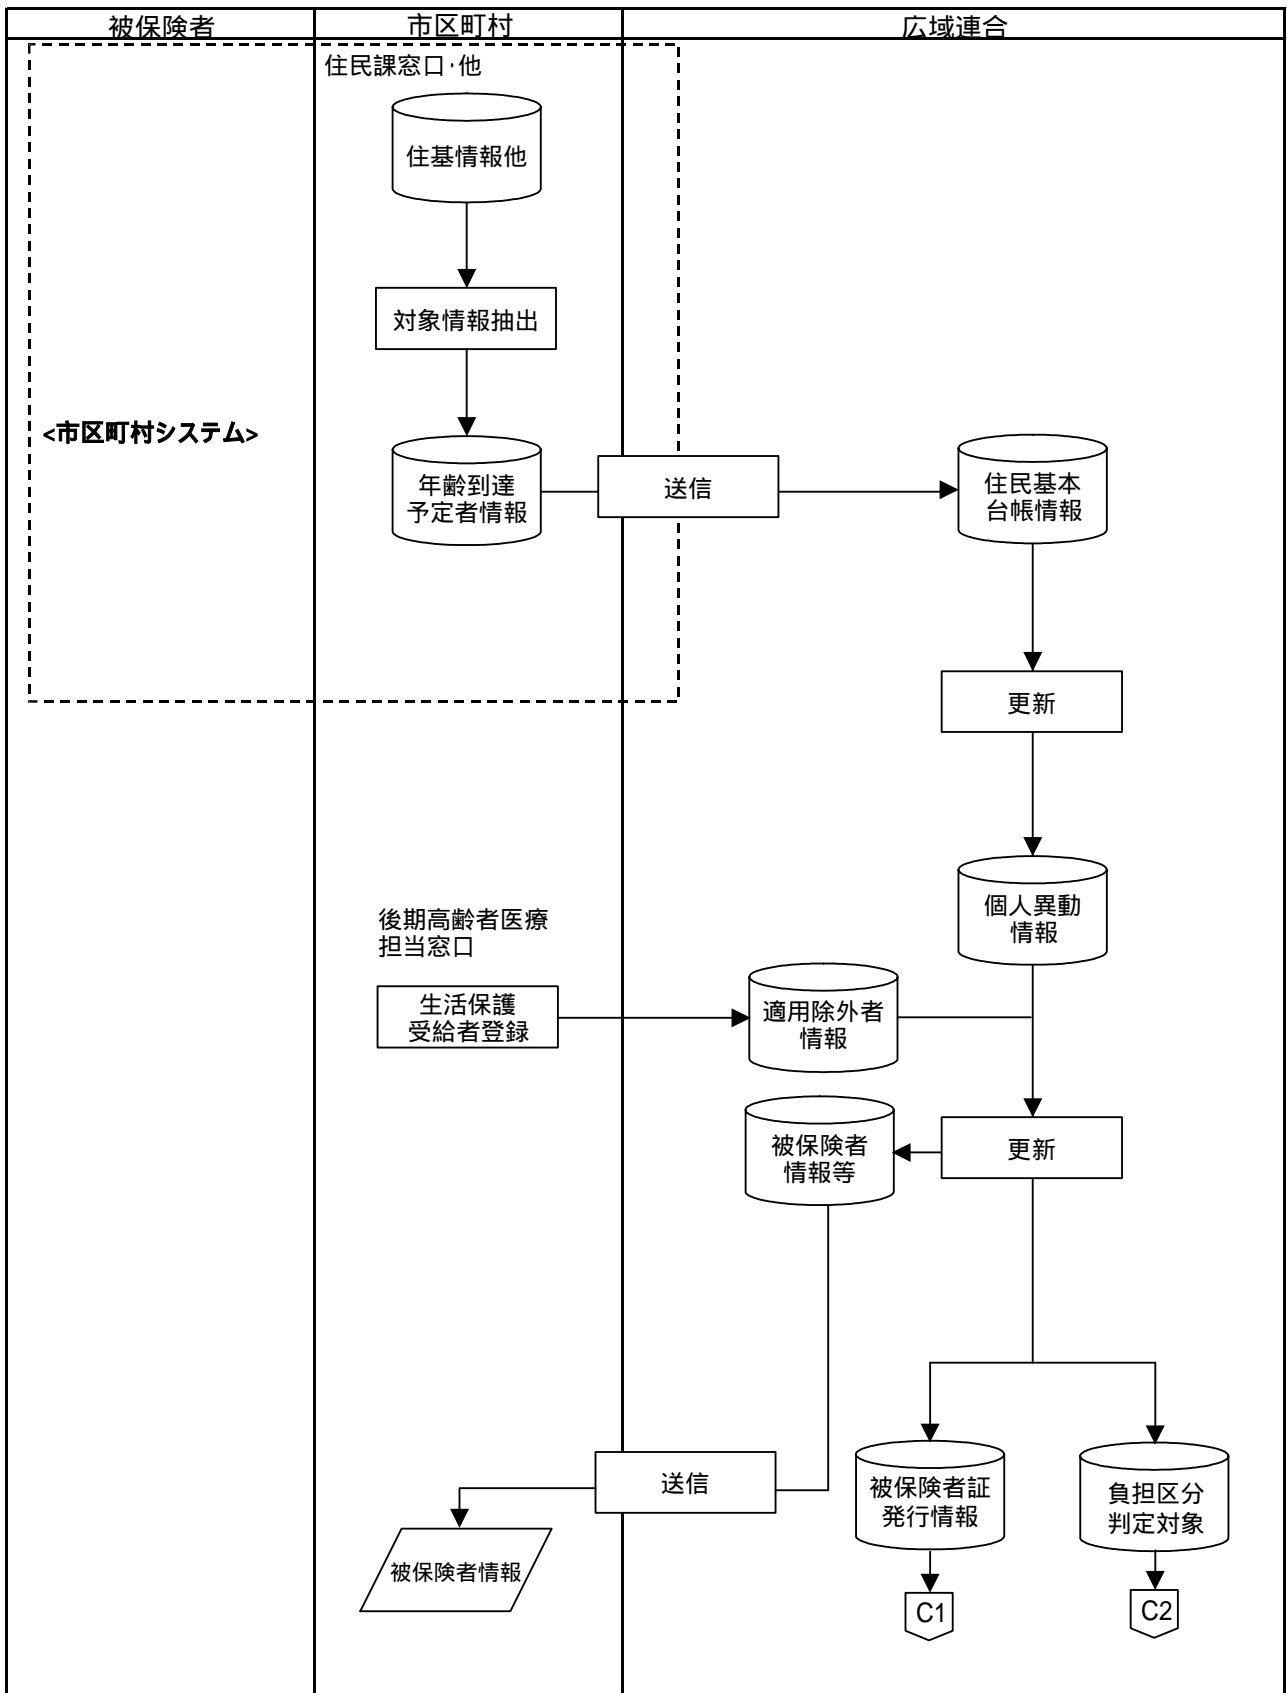 被保険者
市区町村
広域連合
住民課窓口・他
住基情報他
対象情報抽出
<市区町村システム>
年齢到達
予定者情報
送信
住民基本
台帳情報
更新
個人異動
情報
後期高齢者医療
担当窓口
生活保護
受給者登録
適用除外者
情報
被保険者
情報等
更新
送信
被保険者証
発行情報
負担区分
判定対象
被保険者情報
C1
C2